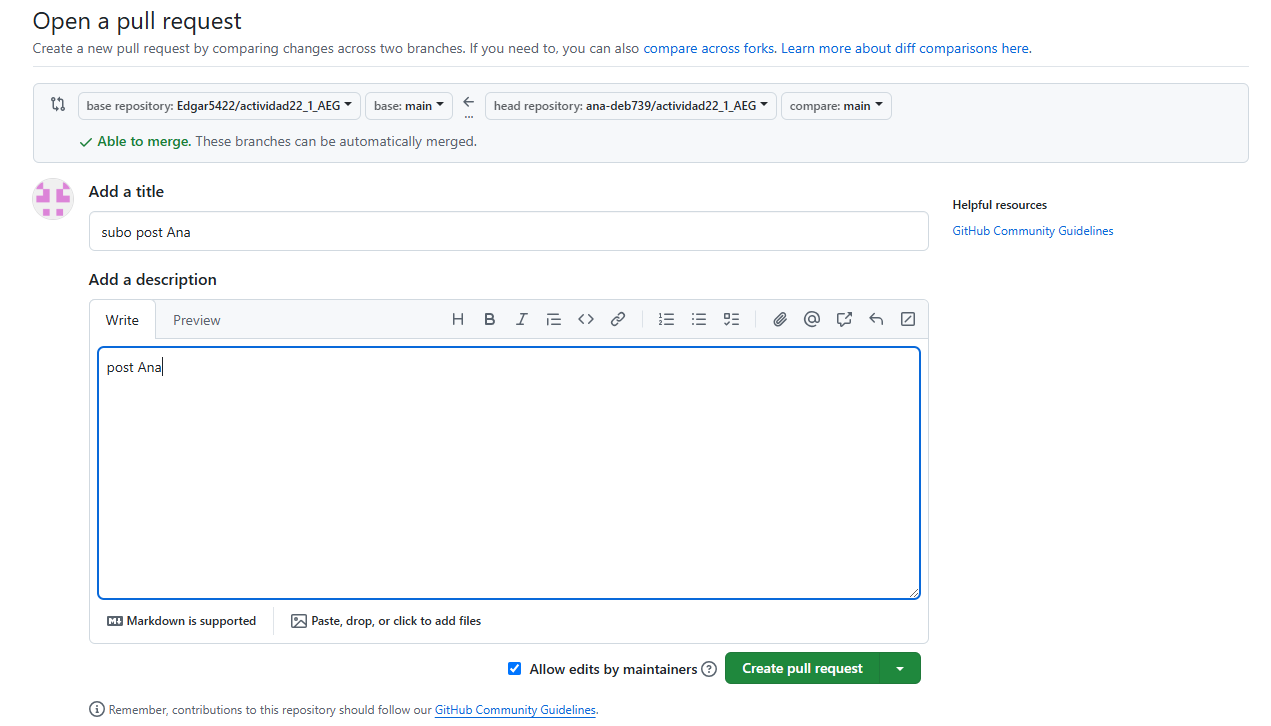 Open a pull request
Create a new pull request by comparing changes across two branches. If you need to, you can also compare across forks. Learn more about diff comparisons here.
base repository: Edgar5422/actividad22_1_AEG base: main ... head repository: ana-deb739/actividad22_1_AEG compare: main
Able to merge. These branches can be automatically merged.
Add a title
Helpful resources
subo post Ana
GitHub Community Guidelines
Add a description
Write Preview
post Ana
Markdown is supported Paste, drop, or click to add files
Allow edits by maintainers Create pull request
Remember, contributions to this repository should follow our GitHub Community Guidelines.